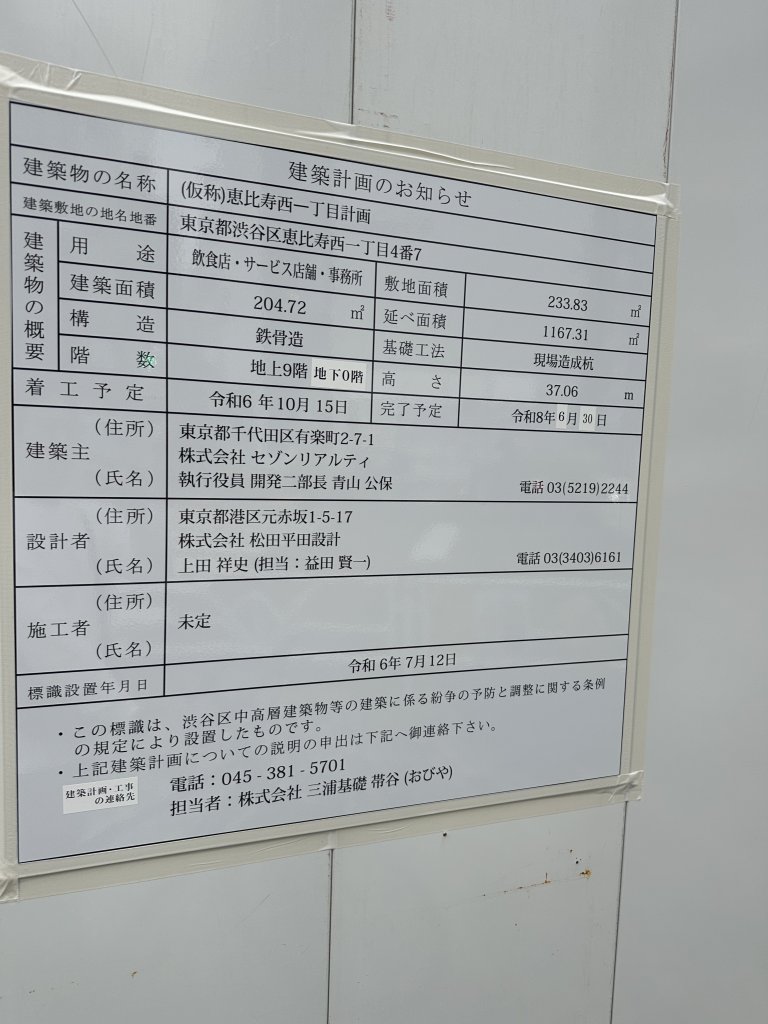 建築計画のお知らせ
建築物の名称 (仮称)恵比寿西一丁目計画
建築敷地の地名地番 東京都渋谷区恵比寿西一丁目4番7
建築物の概要
用途 飲食店・サービス店舗・事務所 敷地面積 233.83 ㎡
建築面積 204.72 ㎡ 延べ面積 1167.31 ㎡
構造 鉄骨造 基礎工法 現場造成杭
階数 地上9階 地下0階 高さ 37.06 m
着工予定 令和6年10月15日 完了予定 令和8年6月30日
建築主 (住所) 東京都千代田区有楽町2-7-1
株式会社 セゾンリアルティ
(氏名) 執行役員 開発二部長 青山 公保 電話 03(5219)2244
設計者 (住所) 東京都港区元赤坂1-5-17
株式会社 松田平田設計
(氏名) 上田 祥史 (担当：益田 賢一) 電話 03(3403)6161
施工者 (住所)
未定
(氏名)
標識設置年月日 令和6年7月12日
・この標識は、渋谷区中高層建築物等の建築に係る紛争の予防と調整に関する条例
の規定により設置したものです。
・上記建築計画についての説明の申出は下記へ御連絡下さい。
建築計画・工事
の連絡先
電話：045-381-5701
担当者：株式会社 三浦基礎 帯谷 (おびや)